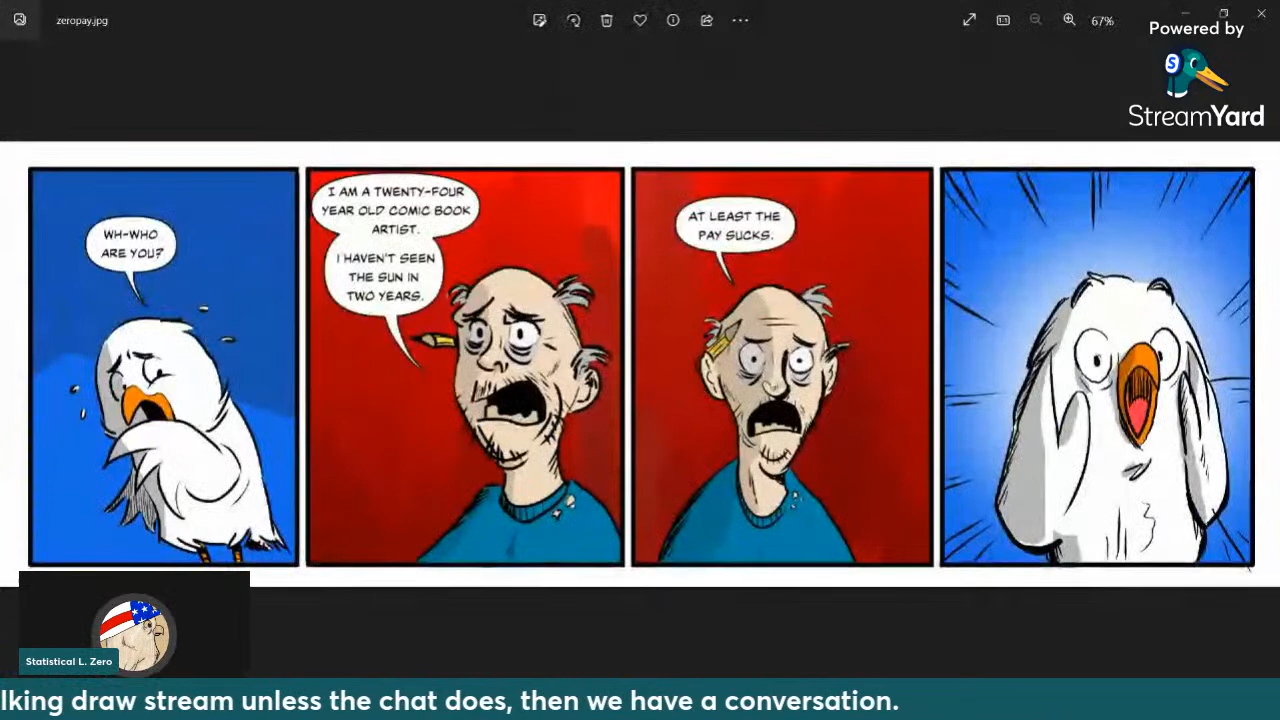 zeropay.jpg
67%
Powered by
S
StreamYard
WH-WHO
ARE YOU?
I AM A TWENTY-FOUR
YEAR OLD COMIC BOOK
ARTIST.
I HAVEN'T SEEN
THE SUN IN
TWO YEARS.
AT LEAST THE
PAY SUCKS.
Statistical L. Zero
lking draw stream unless the chat does, then we have a conversation.